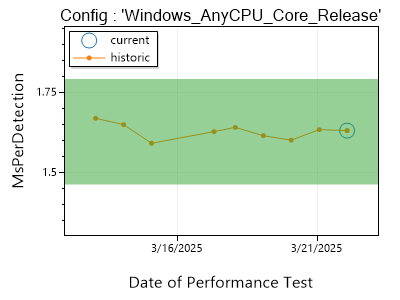 Config : 'Windows_AnyCPU_Core_Release'
current
historic
MsPerDetection
1.75
1.5
3/16/2025
3/21/2025
Date of Performance Test